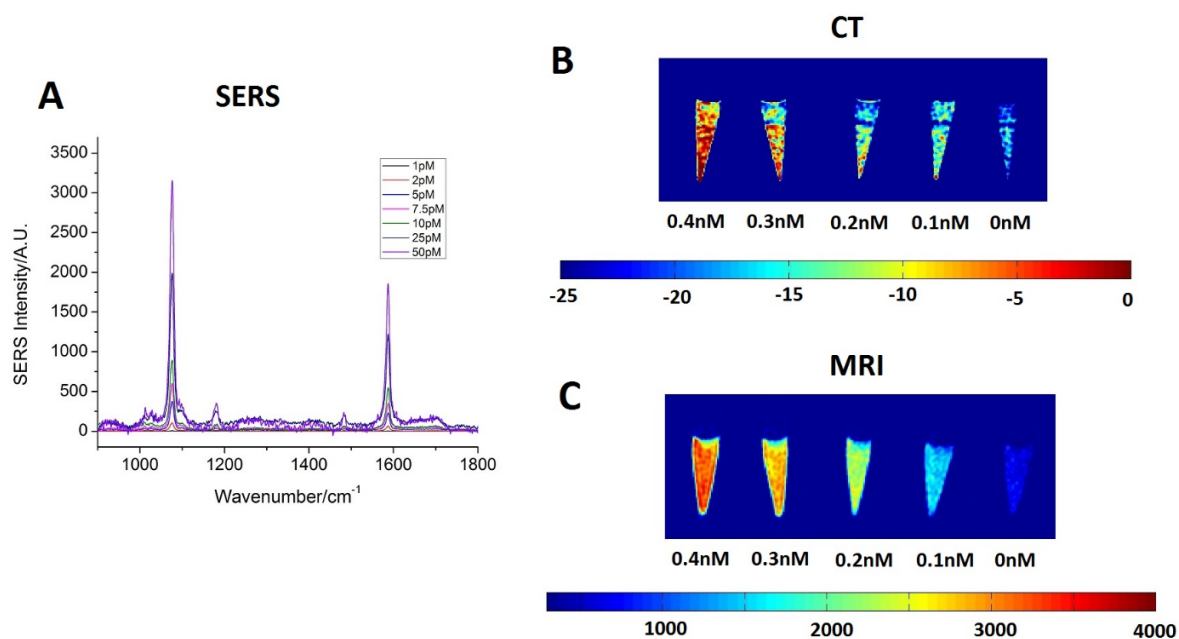 A
SERS
3500
3000
2500
2000
1500
1000
500
0
SERS Intensity/A.U.
1000
1200
1400
1600
1800
Wavenumber/cm⁻¹
1pM
2pM
5pM
7.5pM
10pM
25pM
50pM
B
CT
0.4nM 0.3nM 0.2nM 0.1nM 0nM
-25 -20 -15 -10 -5 0
C
MRI
0.4nM 0.3nM 0.2nM 0.1nM 0nM
1000 2000 3000 4000